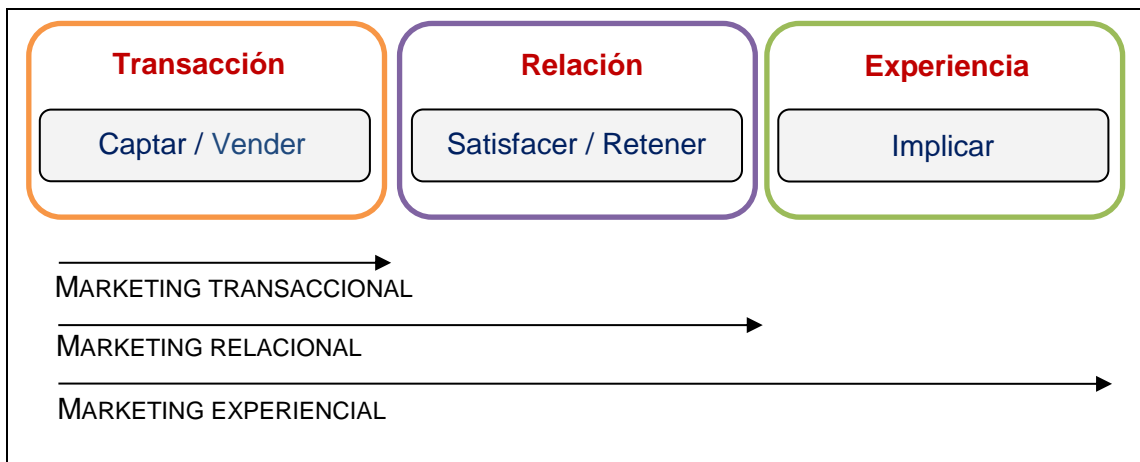 Transacción
Relación
Experiencia
Captar / Vender
Satisfacer / Retener
Implicar
MARKETING TRANSACCIONAL
MARKETING RELACIONAL
MARKETING EXPERIENCIAL